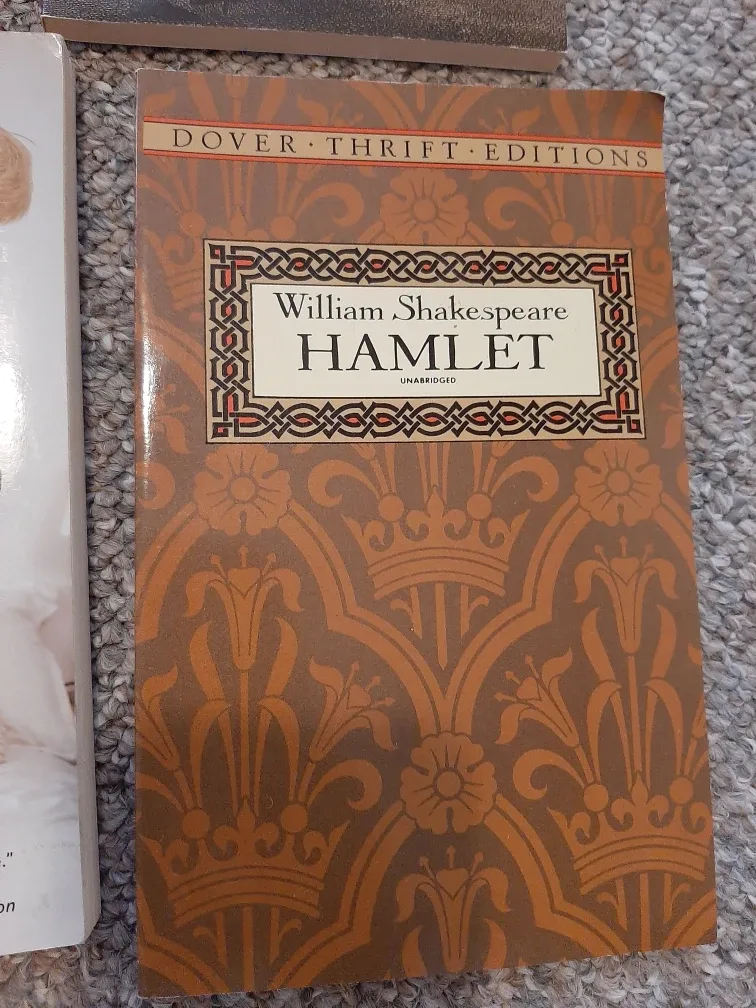 DOVER · THRIFT · EDITIONS
William Shakespeare
HAMLET
UNABRIDGED